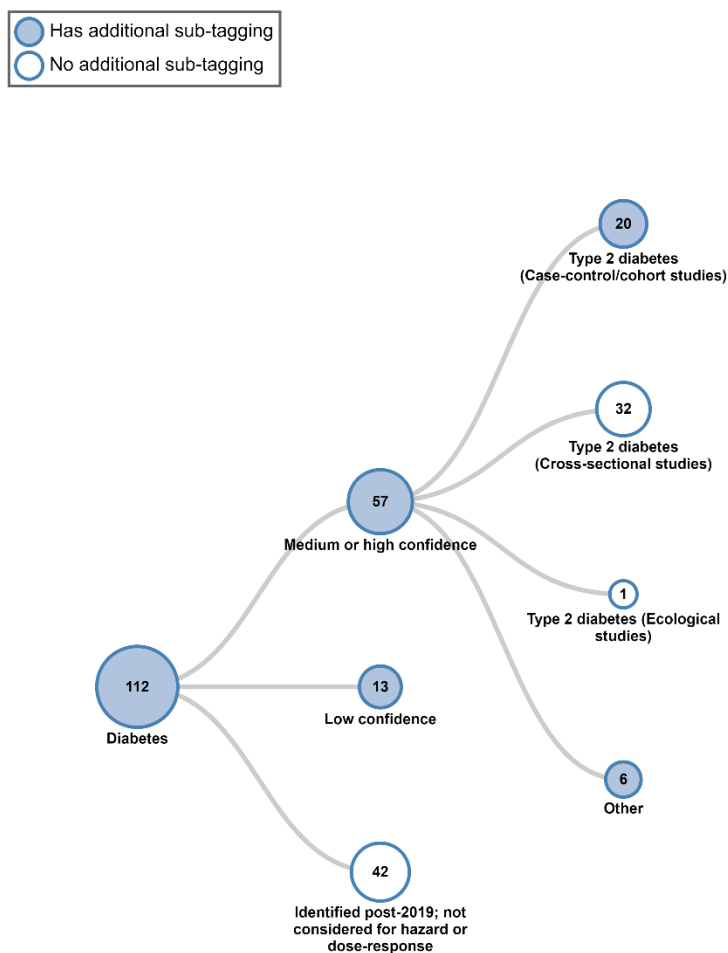 Has additional sub-tagging
No additional sub-tagging
20
Type 2 diabetes
(Case-control/cohort studies)
32
Type 2 diabetes
(Cross-sectional studies)
57
Medium or high confidence
1
Type 2 diabetes (Ecological
studies)
112
Diabetes
13
Low confidence
6
Other
42
Identified post-2019; not
considered for hazard or
dose-response